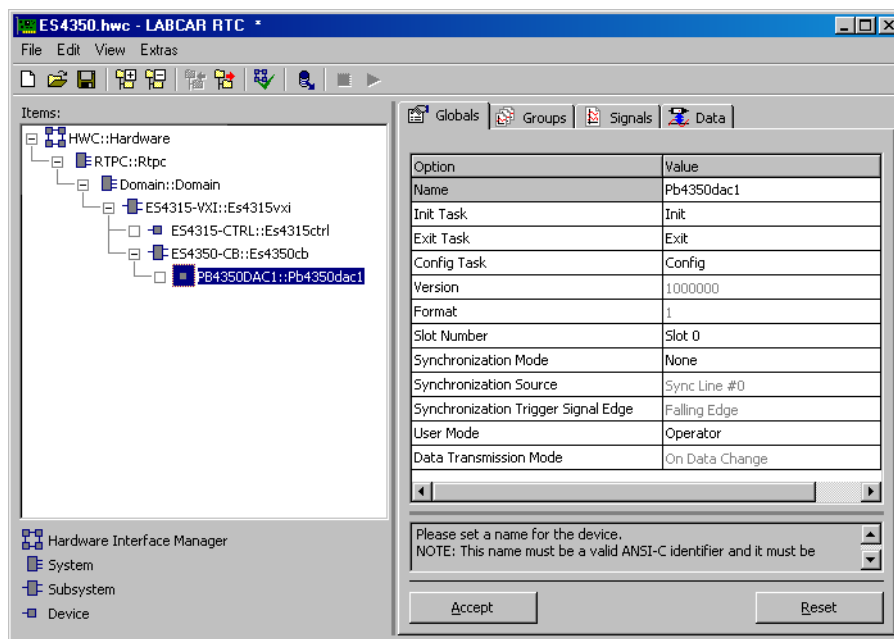 ES4350.hwc - LABCAR RTC *
File Edit View Extras
Items:
HWC::Hardware
RTPC::Rtpc
Domain::Domain
ES4315-VXI::Es4315vxi
ES4315-CTRL::Es4315ctrl
ES4350-CB::Es4350cb
PB4350DAC1::Pb4350dac1
Hardware Interface Manager
System
Subsystem
Device
Globals Groups Signals Data
Option Value
Name Pb4350dac1
Init Task Init
Exit Task Exit
Config Task Config
Version 1000000
Format 1
Slot Number Slot 0
Synchronization Mode None
Synchronization Source Sync Line #0
Synchronization Trigger Signal Edge Falling Edge
User Mode Operator
Data Transmission Mode On Data Change
Please set a name for the device.
NOTE: This name must be a valid ANSI-C identifier and it must be
Accept Reset